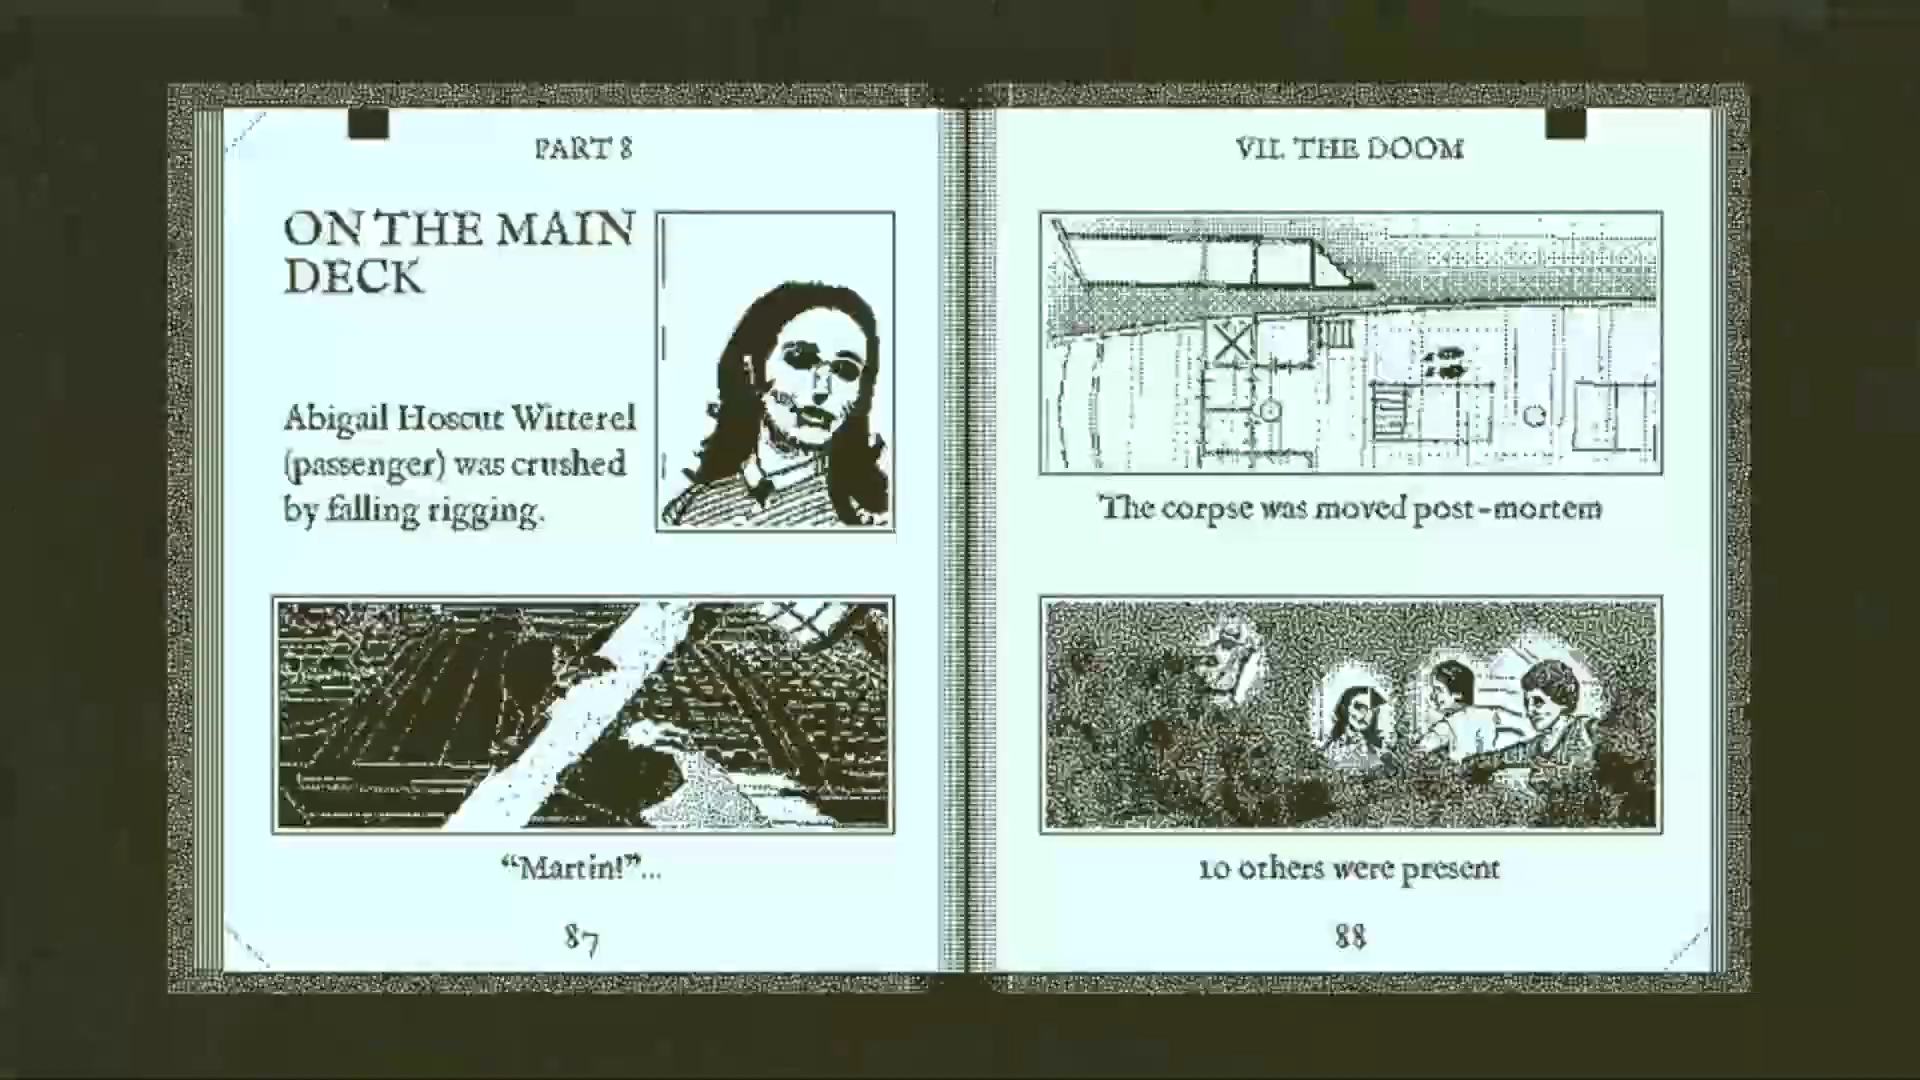 PART 8
ON THE MAIN
DECK
Abigail Hoscut Witterel
(passenger) was crushed
by falling rigging.
“Martin!”...
87
VII. THE DOOM
The corpse was moved post-mortem
10 others were present
88